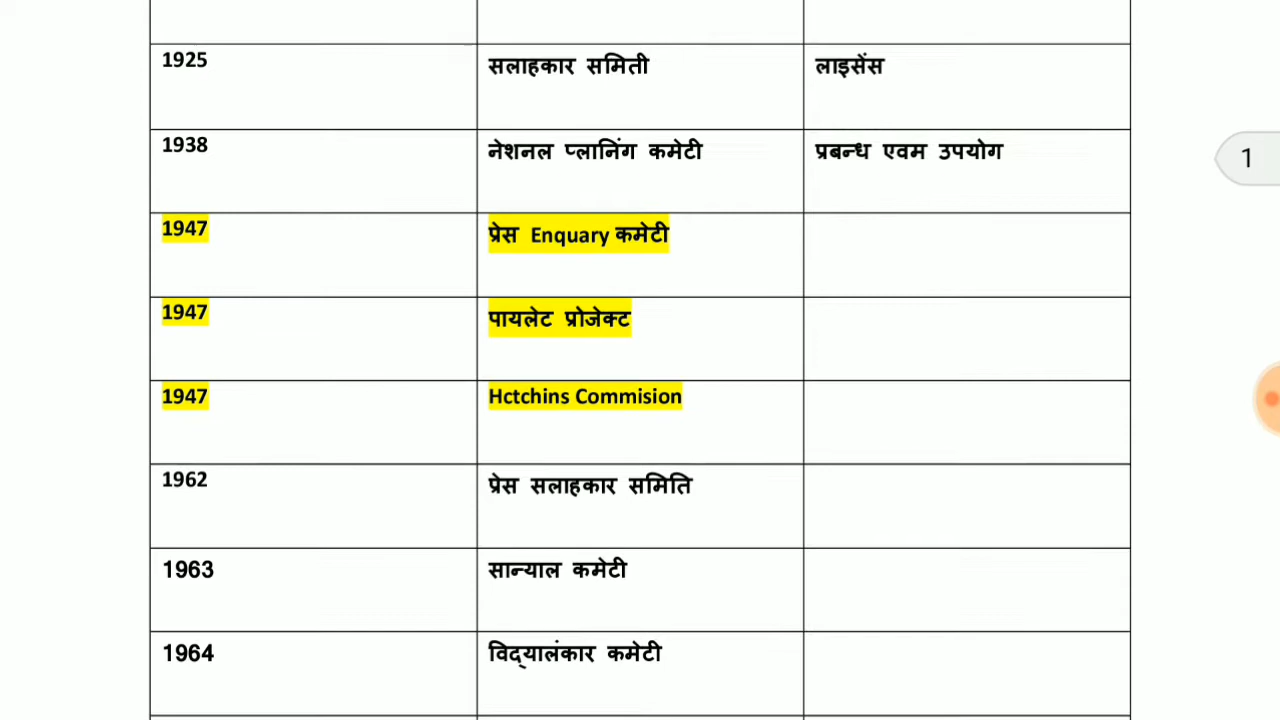 1925 सलाहकार समिती लाइसेंस
1938 नेशनल प्लानिंग कमेटी प्रबन्ध एवम उपयोग
1947 प्रेस Enquary कमेटी
1947 पायलेट प्रोजेक्ट
1947 Hctchins Commision
1962 प्रेस सलाहकार समिति
1963 सान्याल कमेटी
1964 विद्यालंकार कमेटी
1